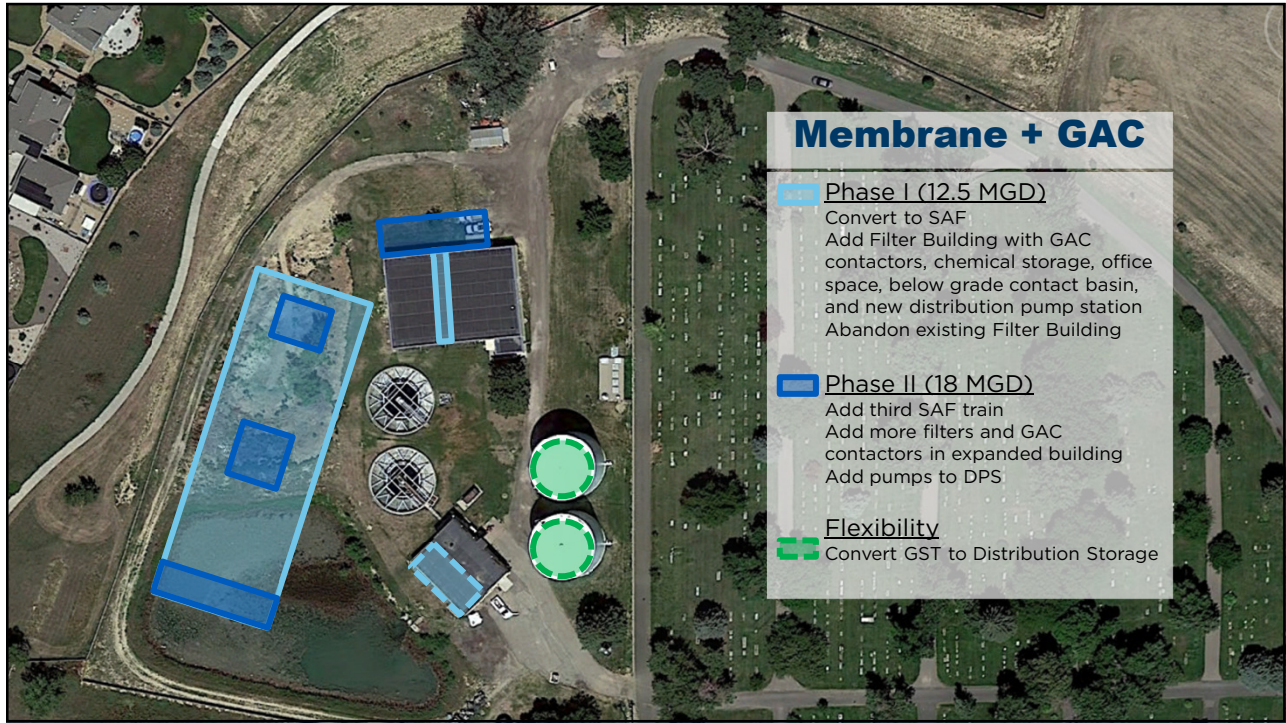 Membrane + GAC
Phase I (12.5 MGD)
Convert to SAF
Add Filter Building with GAC
contactors, chemical storage, office
space, below grade contact basin,
and new distribution pump station
Abandon existing Filter Building
Phase II (18 MGD)
Add third SAF train
Add more filters and GAC
contactors in expanded building
Add pumps to DPS
Flexibility
Convert GST to Distribution Storage